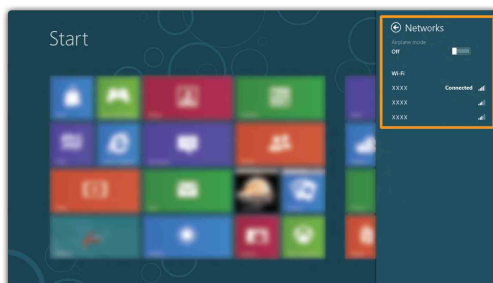 Start
Networks
Airplane mode
Off
Wi-Fi
XXXX Connected
XXXX
XXXX